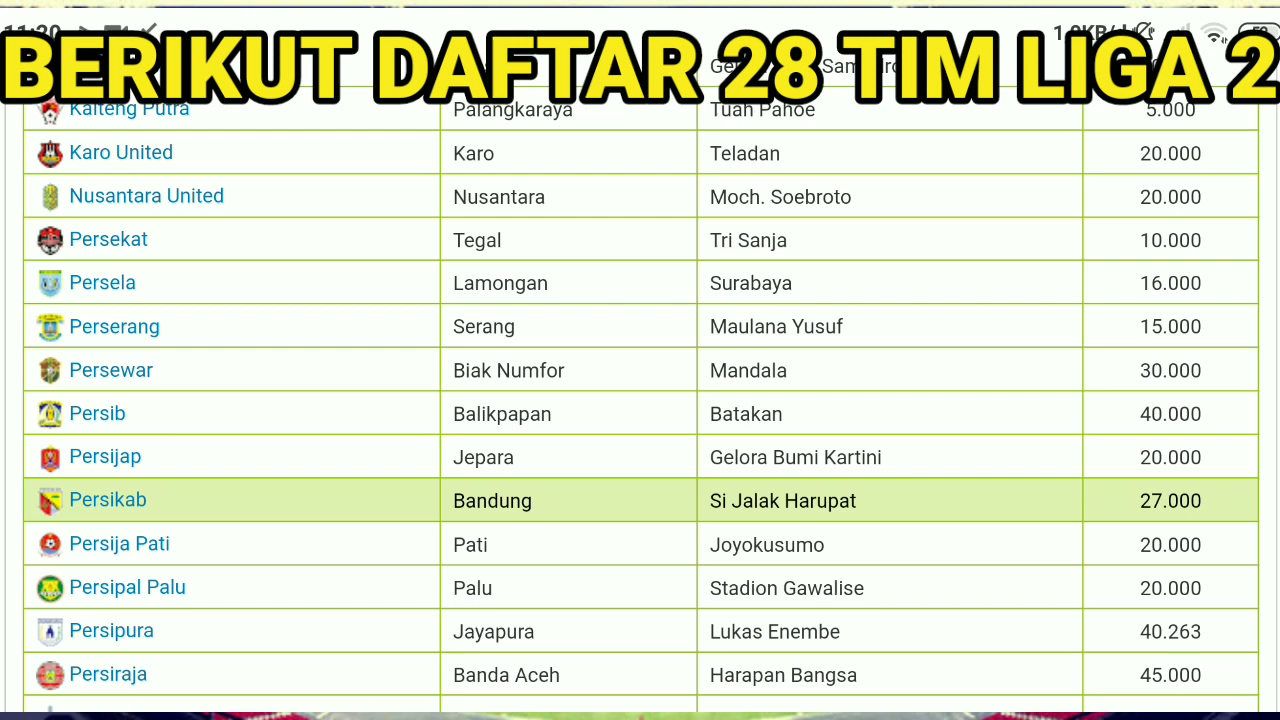 11:20
BERIKUT DAFTAR 28 TIM LIGA 2
Kalteng Putra Palangkaraya Tuah Pahoe 5.000
Karo United Karo Teladan 20.000
Nusantara United Nusantara Moch. Soebroto 20.000
Persekat Tegal Tri Sanja 10.000
Persela Lamongan Surabaya 16.000
Perserang Serang Maulana Yusuf 15.000
Persewar Biak Numfor Mandala 30.000
Persib Balikpapan Batakan 40.000
Persijap Jepara Gelora Bumi Kartini 20.000
Persikab Bandung Si Jalak Harupat 27.000
Persija Pati Pati Joyokusumo 20.000
Persipal Palu Palu Stadion Gawalise 20.000
Persipura Jayapura Lukas Enembe 40.263
Persiraja Banda Aceh Harapan Bangsa 45.000